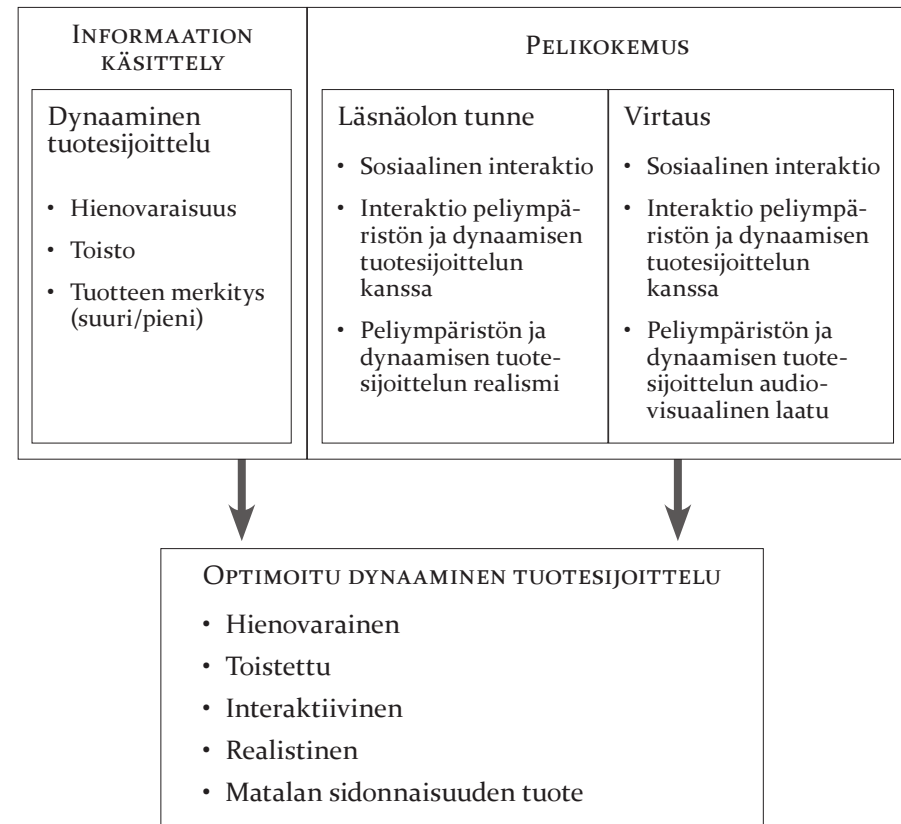 Informaation
käsittely
Dynaaminen
tuotesijoittelu
• Hienovaraisuus
• Toisto
• Tuotteen merkitys
(suuri/pieni)
Pelikokemus
Läsnäolon tunne
• Sosiaalinen interaktio
• Interaktio peliympä-
ristön ja dynaamisen
tuotesijoittelun
kanssa
• Peliympäristön ja
dynaamisen tuote-
sijoittelun realismi
Virtaus
• Sosiaalinen interaktio
• Interaktio peliympä-
ristön ja dynaamisen
tuotesijoittelun
kanssa
• Peliympäristön ja
dynaamisen tuote-
sijoittelun audio-
visuaalinen laatu
Optimoitu dynaaminen tuotesijoittelu
• Hienovarainen
• Toistettu
• Interaktiivinen
• Realistinen
• Matalan sidonnaisuuden tuote